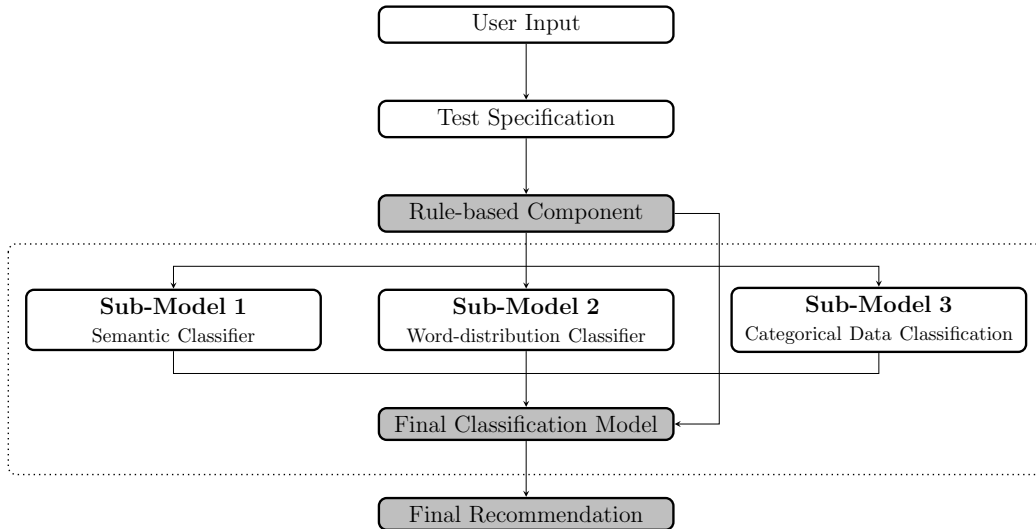 User Input
Test Specification
Rule-based Component
Sub-Model 1
Semantic Classifier
Sub-Model 2
Word-distribution Classifier
Sub-Model 3
Categorical Data Classification
Final Classification Model
Final Recommendation